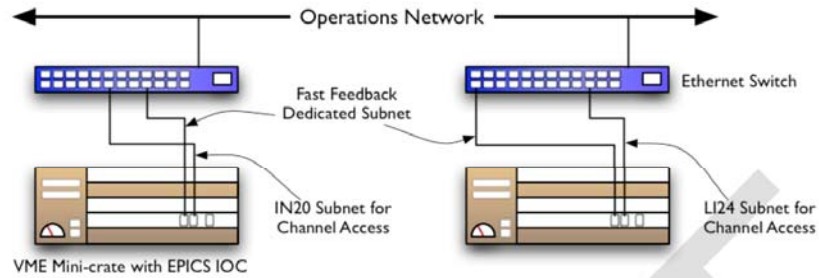 Operations Network
Ethernet Switch
Fast Feedback
Dedicated Subnet
IN20 Subnet for
Channel Access
LI24 Subnet for
Channel Access
VME Mini-crate with EPICS IOC